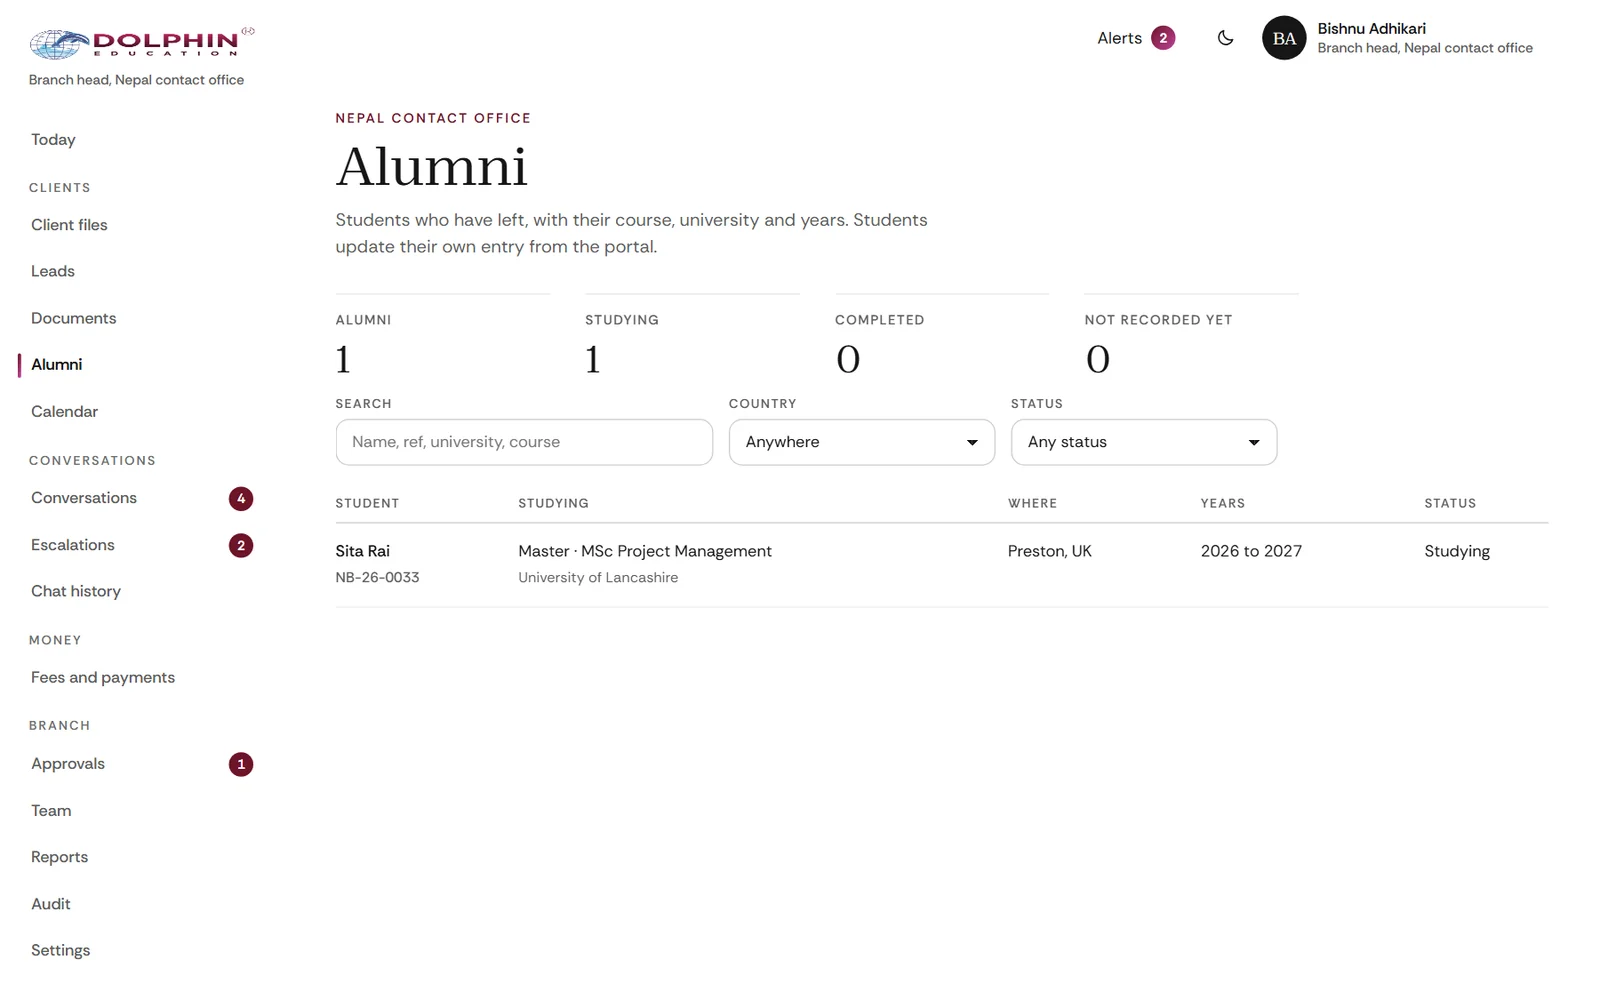 DOLPHIN
EDUCATION
Branch head, Nepal contact office
Alerts 2
BA
Bishnu Adhikari
Branch head, Nepal contact office
Today
CLIENTS
Client files
Leads
Documents
Alumni
Calendar
CONVERSATIONS
Conversations 4
Escalations 2
Chat history
MONEY
Fees and payments
BRANCH
Approvals 1
Team
Reports
Audit
Settings
NEPAL CONTACT OFFICE
Alumni
Students who have left, with their course, university and years. Students
update their own entry from the portal.
ALUMNI STUDYING COMPLETED NOT RECORDED YET
1 1 0 0
SEARCH COUNTRY STATUS
Name, ref, university, course Anywhere Any status
STUDENT STUDYING WHERE YEARS STATUS
Sita Rai Master · MSc Project Management Preston, UK 2026 to 2027 Studying
NB-26-0033 University of Lancashire